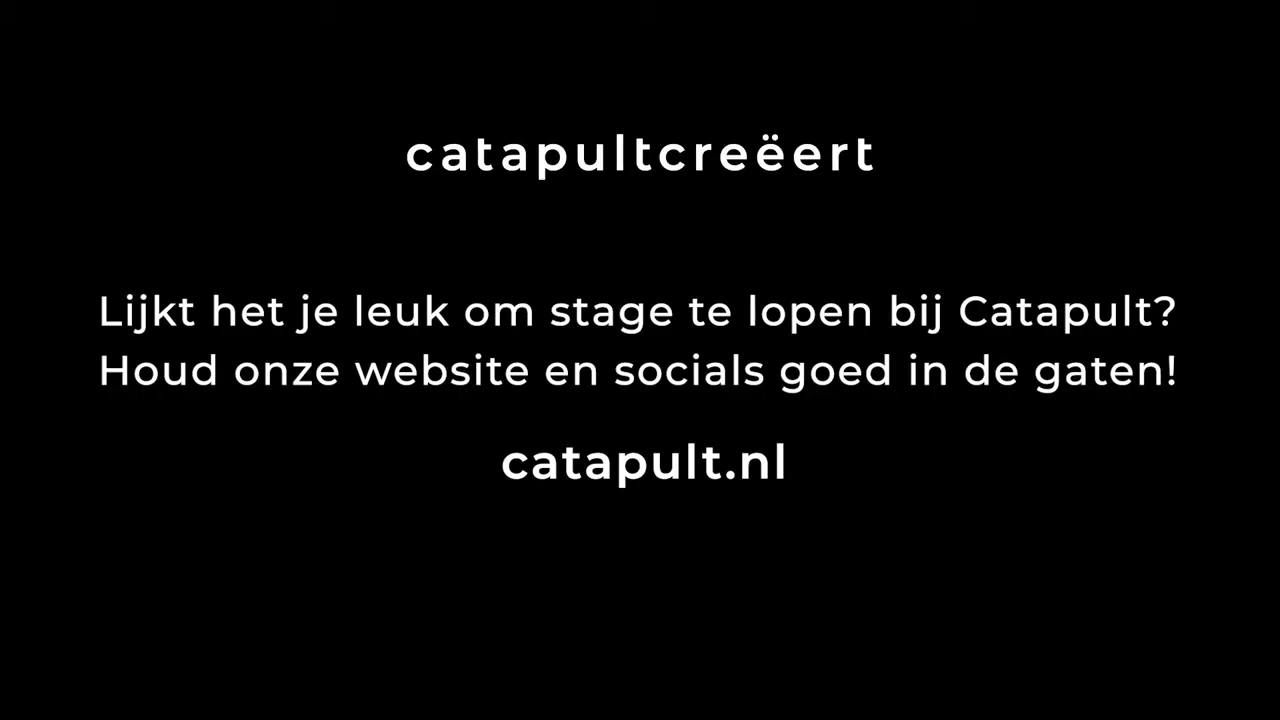 catapultcreëert
Lijkt het je leuk om stage te lopen bij Catapult?
Houd onze website en socials goed in de gaten!
catapult.nl